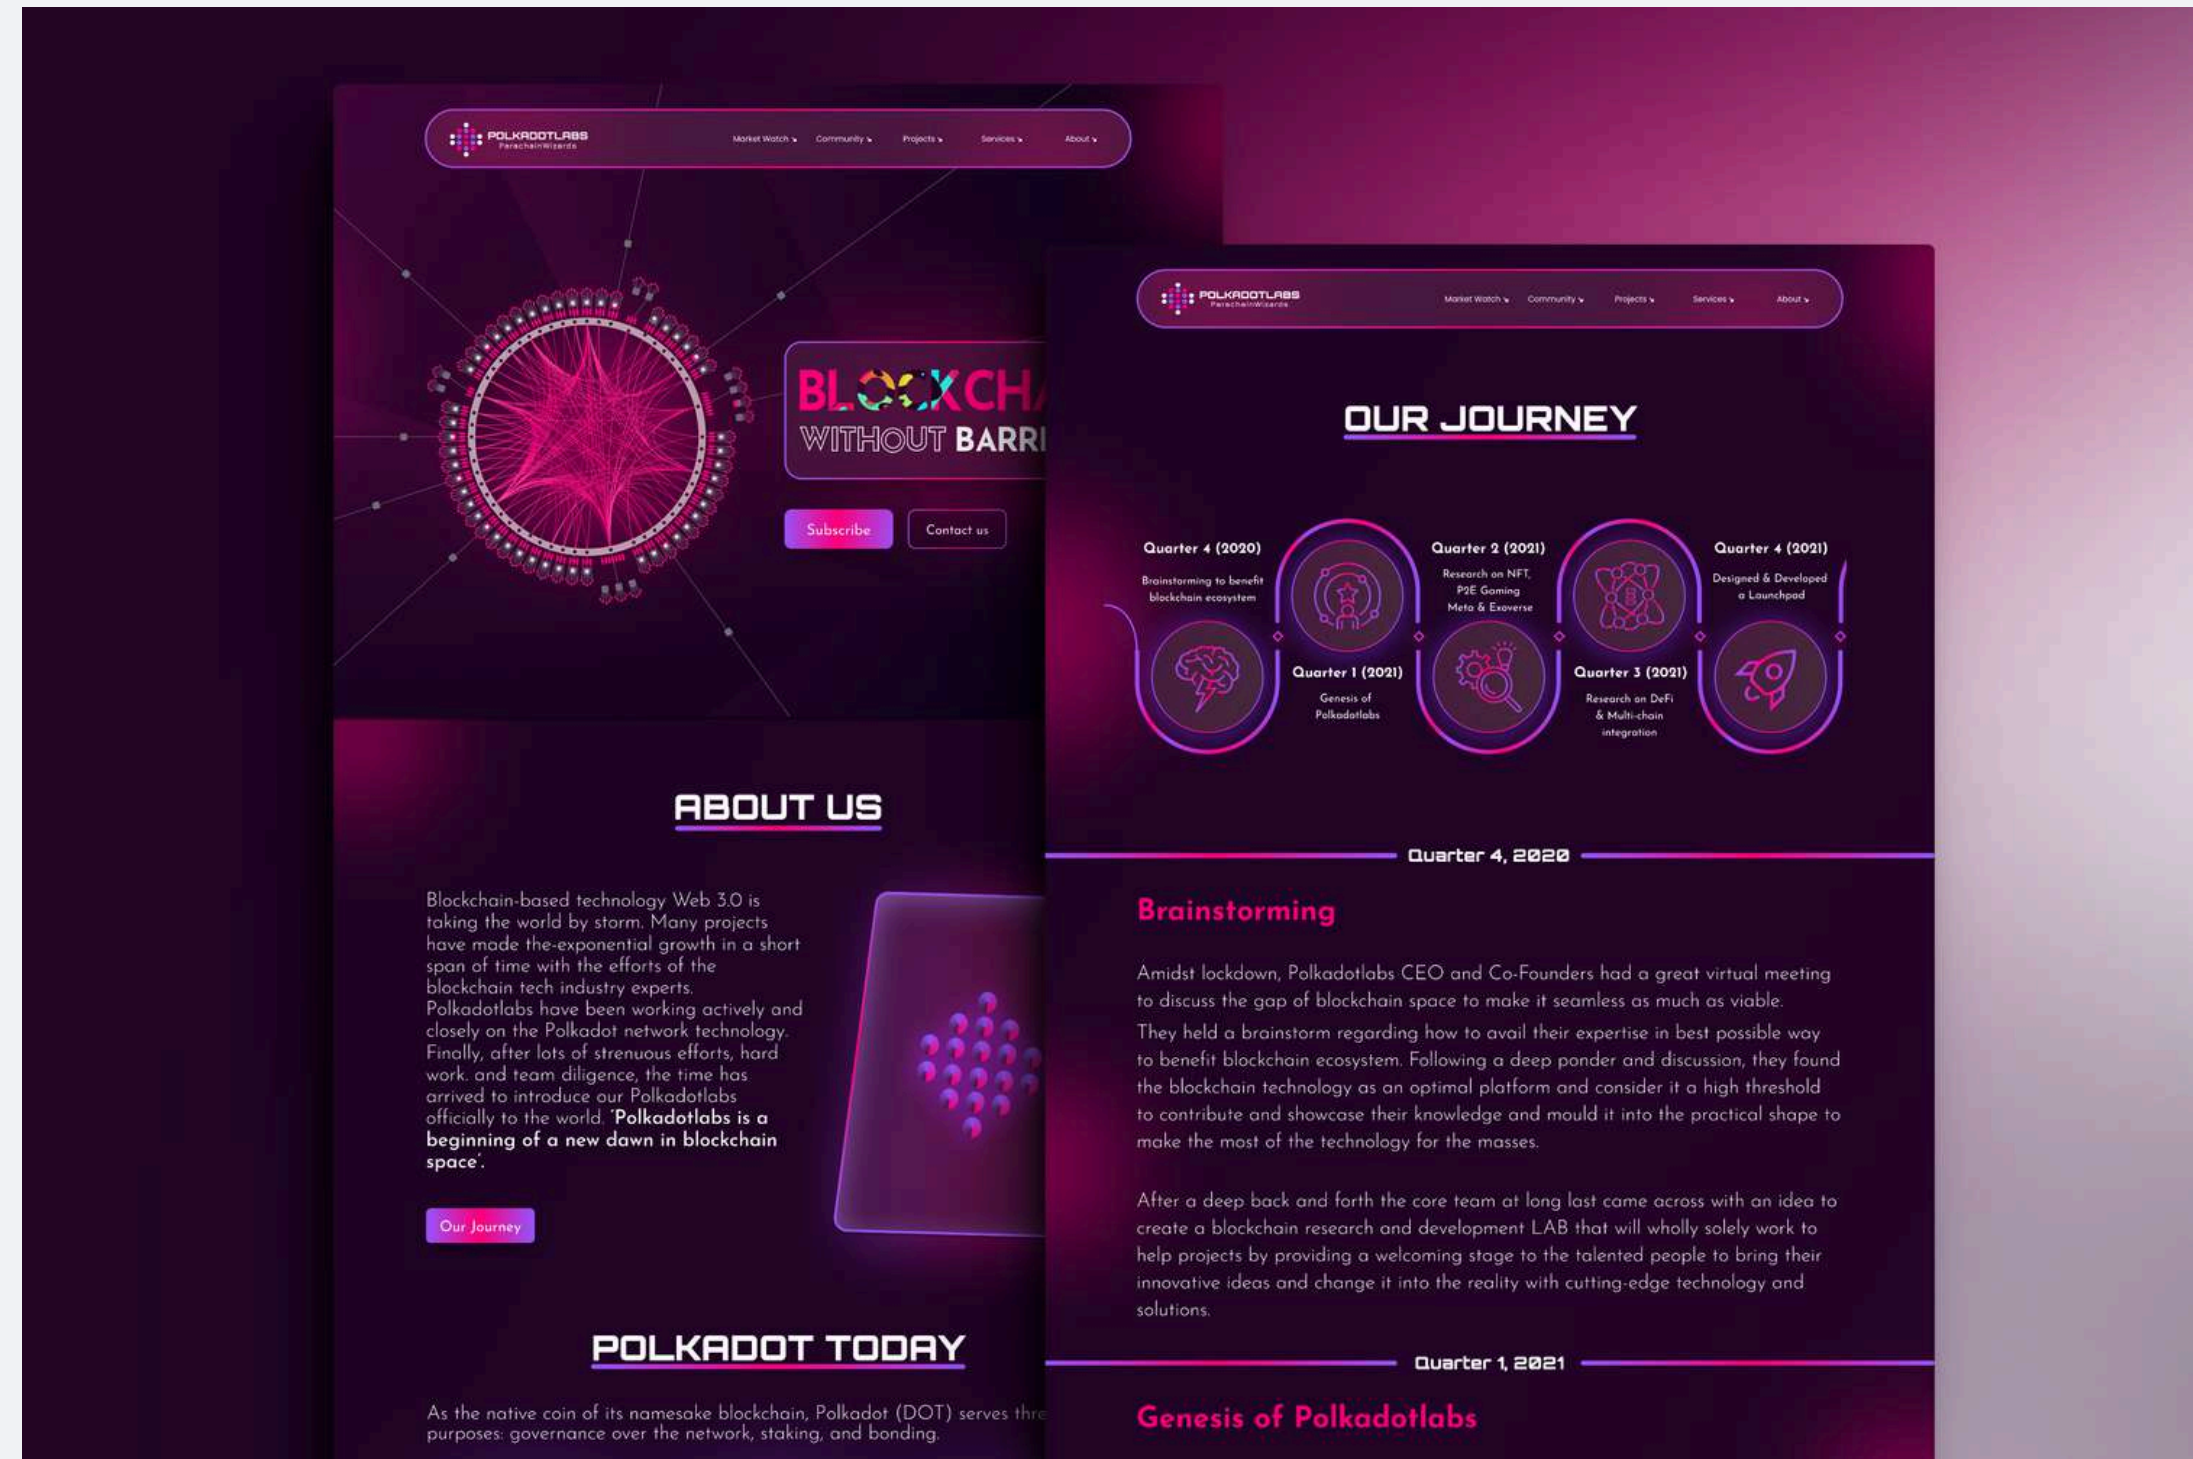 POLKADOTLABS
ParachainWizards
Market Watch
Community
Projects
Services
About
BLOCKCHA
WITHOUT BARRI
Subscribe
Contact us
ABOUT US
Blockchain-based technology Web 3.0 is
taking the world by storm. Many projects
have made the-exponential growth in a short
span of time with the efforts of the
blockchain tech industry experts.
Polkadotlabs have been working actively and
closely on the Polkadot network technology.
Finally, after lots of strenuous efforts, hard
work. and team diligence, the time has
arrived to introduce our Polkadotlabs
officially to the world. 'Polkadotlabs is a
beginning of a new dawn in blockchain
space'.
Our Journey
POLKADOT TODAY
As the native coin of its namesake blockchain, Polkadot (DOT) serves thre
purposes: governance over the network, staking, and bonding.
POLKADOTLABS
ParachainWizards
Market Watch
Community
Projects
Services
About
OUR JOURNEY
Quarter 4 (2020)
Brainstorming to benefit
blockchain ecosystem
Quarter 1 (2021)
Genesis of
Polkadotlabs
Quarter 2 (2021)
Research on NFT,
P2E Gaming
Meta & Exoverse
B
Quarter 3 (2021)
Research on DeFi
& Multi-chain
integration
Quarter 4 (2021)
Designed & Developed
a Launchpad
Quarter 4, 2020
Brainstorming
Amidst lockdown, Polkadotlabs CEO and Co-Founders had a great virtual meeting
to discuss the gap of blockchain space to make it seamless as much as viable.
They held a brainstorm regarding how to avail their expertise in best possible way
to benefit blockchain ecosystem. Following a deep ponder and discussion, they found
the blockchain technology as an optimal platform and consider it a high threshold
to contribute and showcase their knowledge and mould it into the practical shape to
make the most of the technology for the masses.
After a deep back and forth the core team at long last came across with an idea to
create a blockchain research and development LAB that will wholly solely work to
help projects by providing a welcoming stage to the talented people to bring their
innovative ideas and change it into the reality with cutting-edge technology and
solutions.
Quarter 1, 2021
Genesis of Polkadotlabs